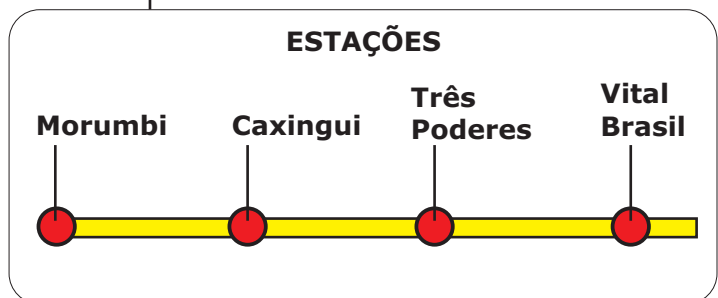 ESTAÇÕES
Morumbi
Caxingui
Três
Poderes
Vital
Brasil